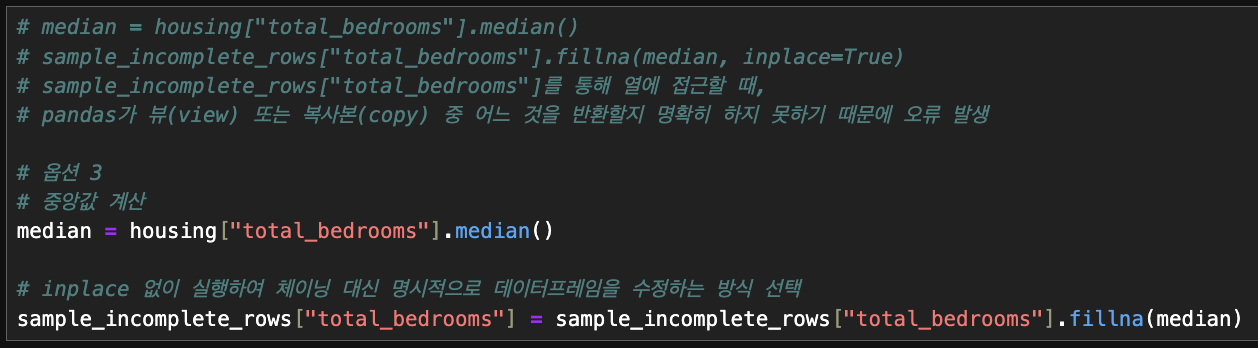 # median = housing["total_bedrooms"].median()
# sample_incomplete_rows["total_bedrooms"].fillna(median, inplace=True)
# sample_incomplete_rows["total_bedrooms"]를 통해 열에 접근할 때,
# pandas가 뷰(view) 또는 복사본(copy) 중 어느 것을 반환할지 명확히 하지 못하기 때문에 오류 발생
# 옵션 3
# 중앙값 계산
median = housing["total_bedrooms"].median()
# inplace 없이 실행하여 체이닝 대신 명시적으로 데이터프레임을 수정하는 방식 선택
sample_incomplete_rows["total_bedrooms"] = sample_incomplete_rows["total_bedrooms"].fillna(median)